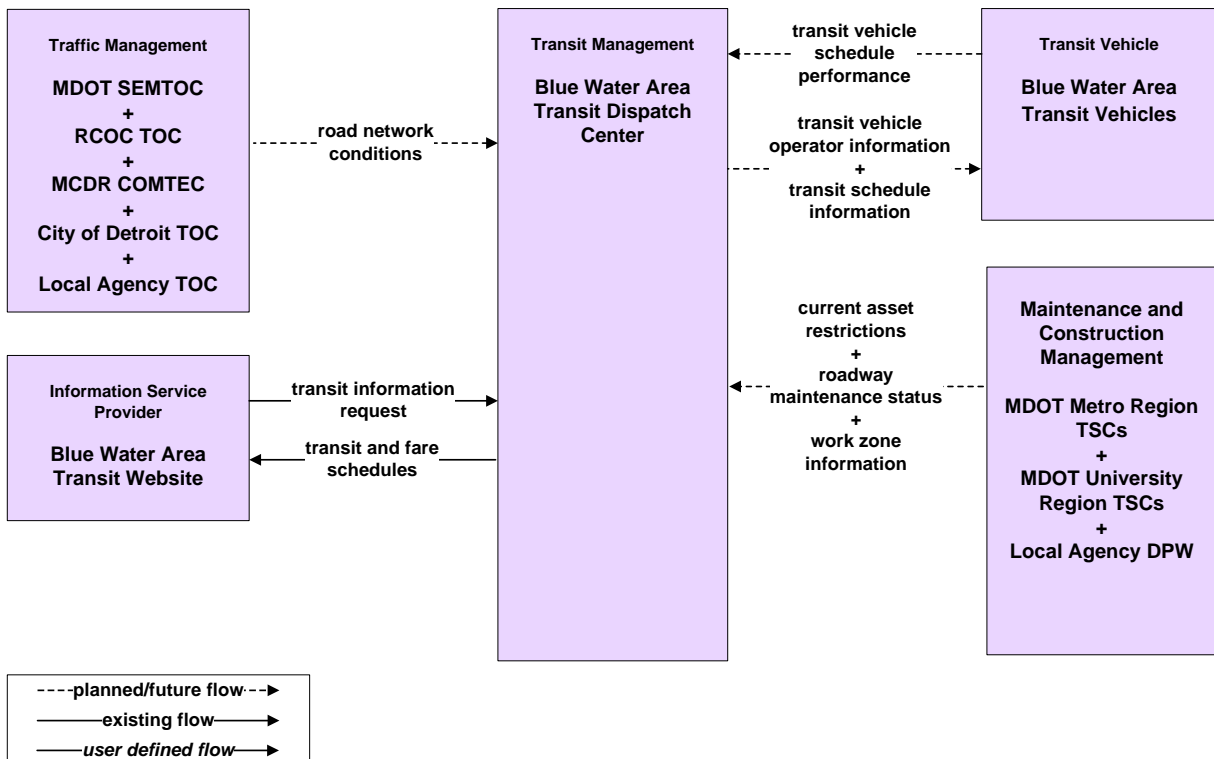 Traffic Management
MDOT SEMTOC
+
RCOC TOC
+
MCDR COMTEC
+
City of Detroit TOC
+
Local Agency TOC
road network
conditions
Information Service
Provider
Blue Water Area
Transit Website
transit information
request
transit and fare
schedules
Transit Management
Blue Water Area
Transit Dispatch
Center
transit vehicle
schedule
performance
transit vehicle
operator information
+
transit schedule
information
Transit Vehicle
Blue Water Area
Transit Vehicles
current asset
restrictions
+
roadway
maintenance status
+
work zone
information
Maintenance and
Construction
Management
MDOT Metro Region
TSCs
+
MDOT University
Region TSCs
+
Local Agency DPW
planned/future flow
existing flow
user defined flow